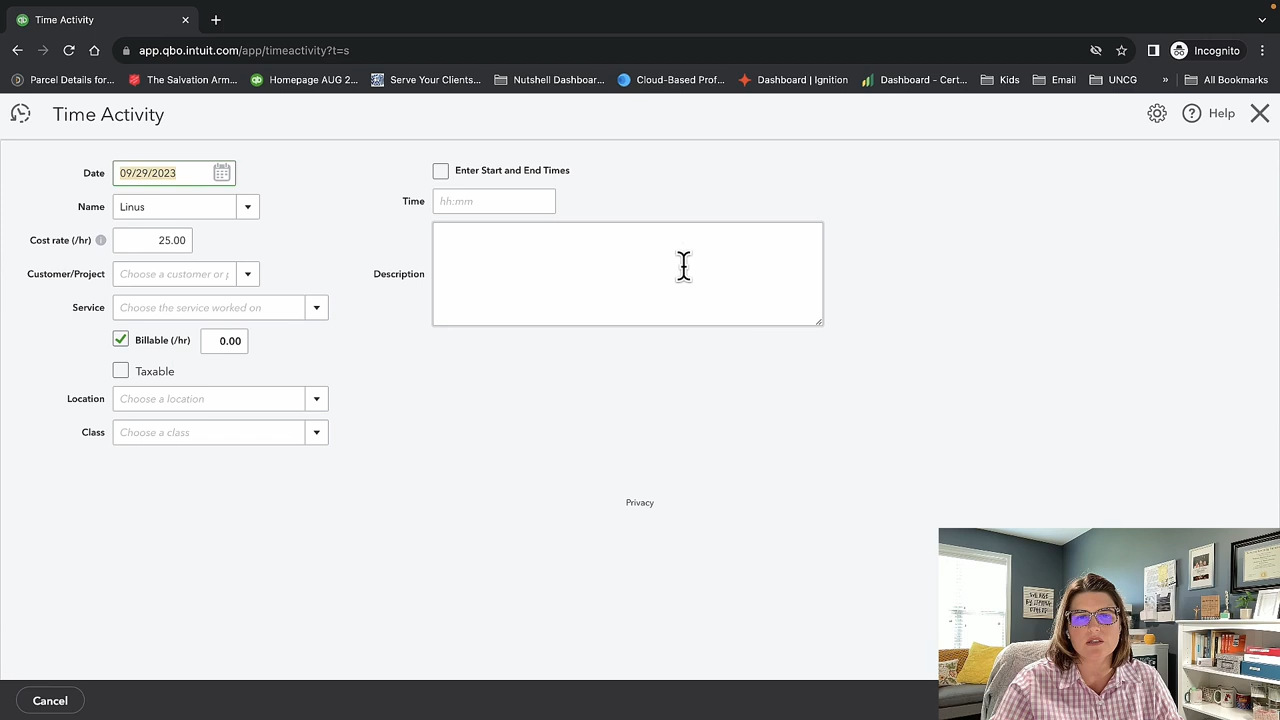 Time Activity
app.qbo.intuit.com/app/timeactivity?t=s
Incognito
Parcel Details for...
The Salvation Arm...
Homepage AUG 2...
Serve Your Clients...
Nutshell Dashboar...
Cloud-Based Prof...
Dashboard | Ignition
Dashboard - Cert...
Kids
Email
UNCG
»
All Bookmarks
Time Activity
Help
Date
09/29/2023
Enter Start and End Times
Name
Linus
Time
hh:mm
Cost rate (/hr)
25.00
Customer/Project
Choose a customer or p
Description
Service
Choose the service worked on
Billable (/hr)
0.00
Taxable
Location
Choose a location
Class
Choose a class
Privacy
Cancel